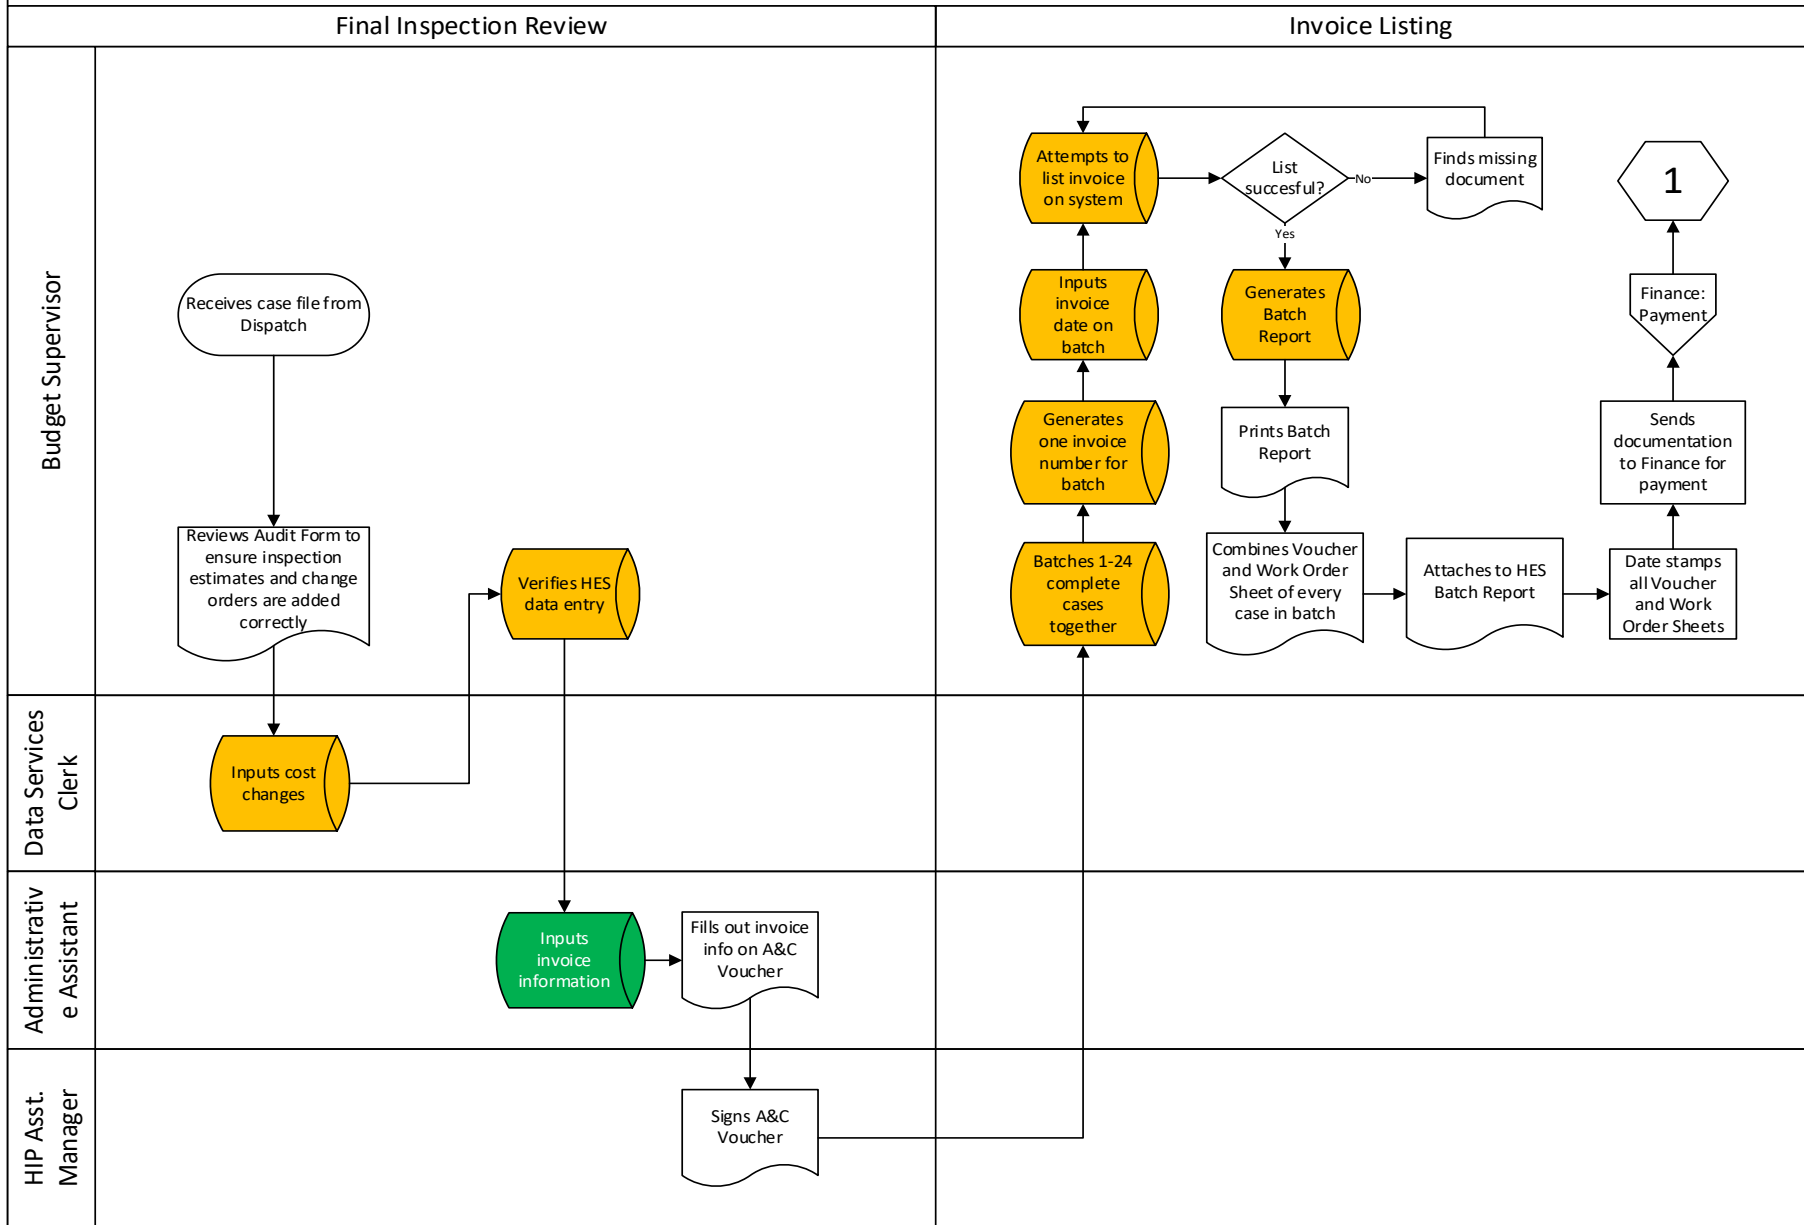 Final Inspection Review
Invoice Listing
Budget Supervisor
Receives case file from
Dispatch
Reviews Audit Form to
ensure inspection
estimates and change
orders are added
correctly
Verifies HES
data entry
Attempts to
list invoice
on system
List
succesful?
No
Finds missing
document
Yes
1
Inputs
invoice
date on
batch
Generates
Batch
Report
Finance:
Payment
Generates
one invoice
number for
batch
Prints Batch
Report
Sends
documentation
to Finance for
payment
Batches 1-24
complete
cases
together
Combines Voucher
and Work Order
Sheet of every
case in batch
Attaches to HES
Batch Report
Date stamps
all Voucher
and Work
Order Sheets
Data Services
Clerk
Inputs cost
changes
Administrativ
e Assistant
Inputs
invoice
information
Fills out invoice
info on A&C
Voucher
HIP Asst.
Manager
Signs A&C
Voucher